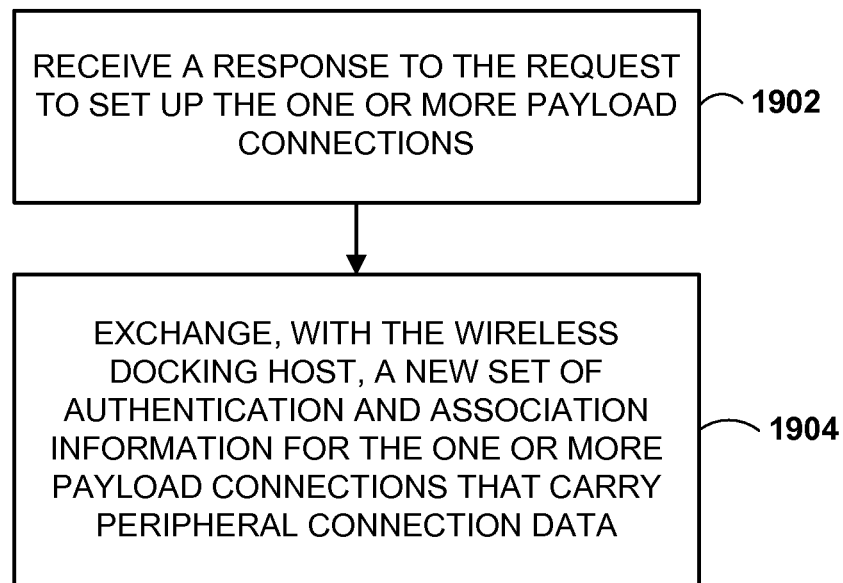 RECEIVE A RESPONSE TO THE REQUEST
TO SET UP THE ONE OR MORE PAYLOAD
CONNECTIONS
1902
EXCHANGE, WITH THE WIRELESS
DOCKING HOST, A NEW SET OF
AUTHENTICATION AND ASSOCIATION
INFORMATION FOR THE ONE OR MORE
PAYLOAD CONNECTIONS THAT CARRY
PERIPHERAL CONNECTION DATA
1904